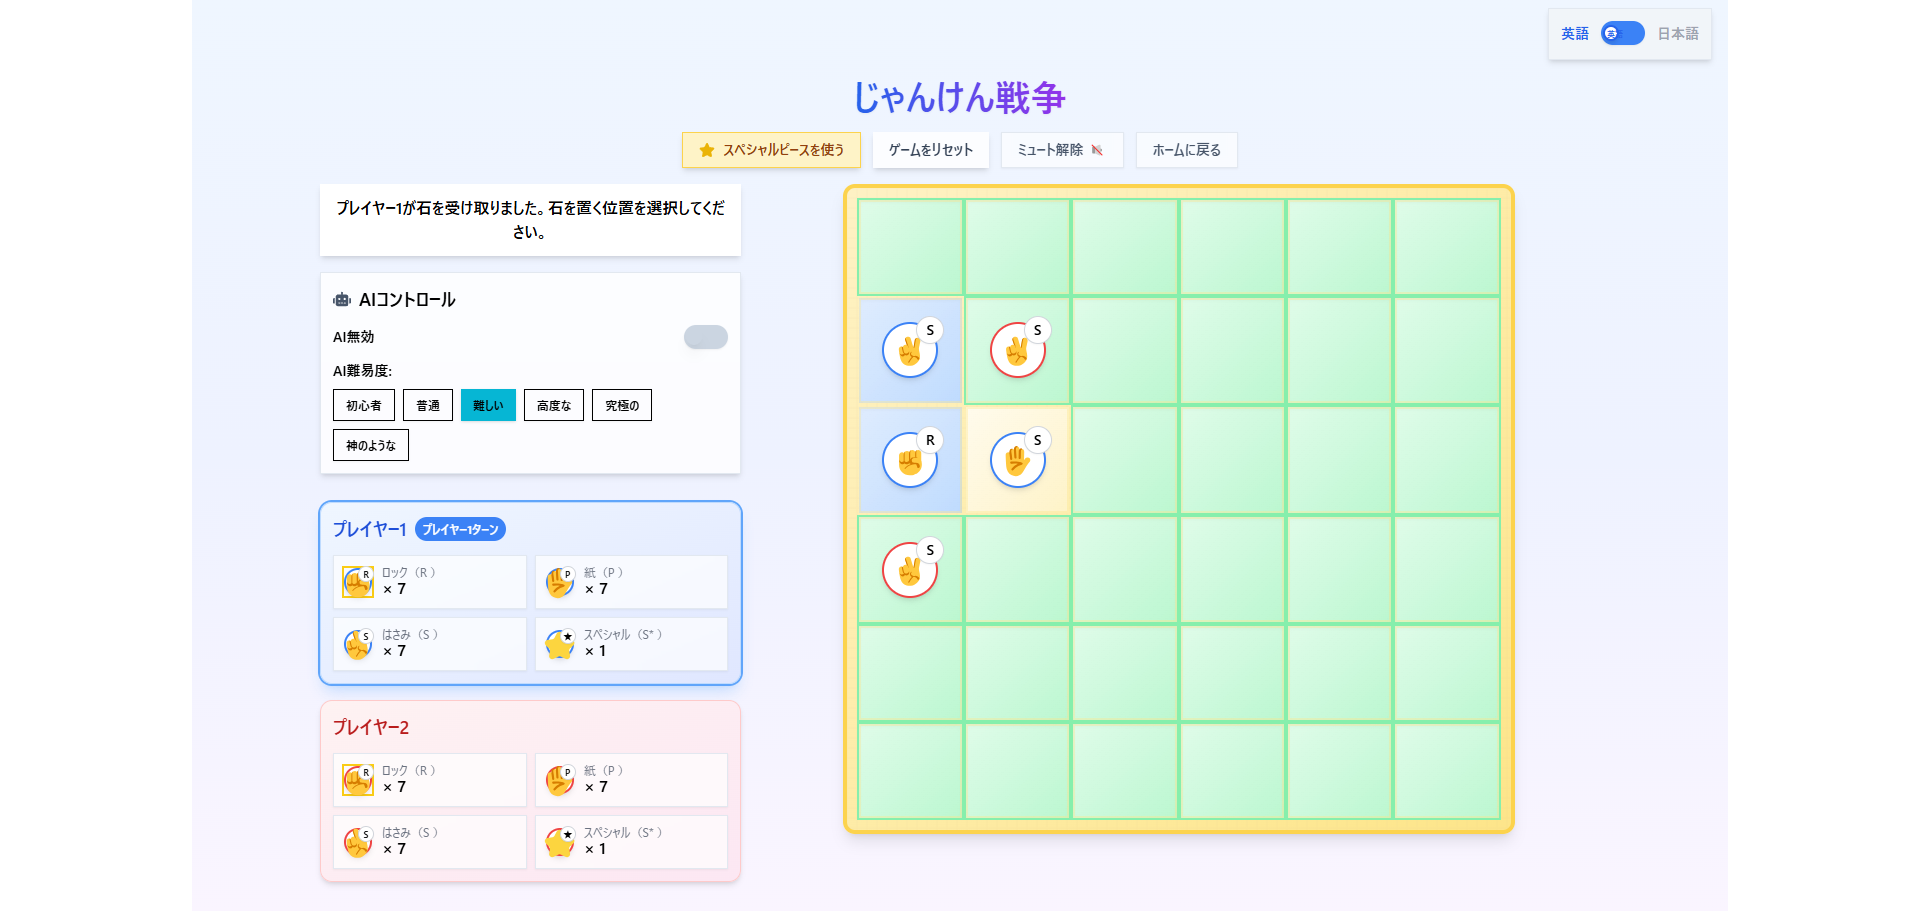 英語 英 日本語
じゃんけん戦争
スペシャルピースを使う ゲームをリセット ミュート解除 ホームに戻る
プレイヤー1が石を受け取りました。石を置く位置を選択してくだ
さい。
AIコントロール
AI無効
AI難易度:
初心者 普通 難しい 高度な 究極の
神のような
プレイヤー1 プレイヤー1ターン
R ロック（R ）
× 7
P 紙（P ）
× 7
S はさみ（S ）
× 7
★ スペシャル（S* ）
× 1
プレイヤー2
R ロック（R ）
× 7
P 紙（P ）
× 7
S はさみ（S ）
× 7
★ スペシャル（S* ）
× 1
S S
R S
S